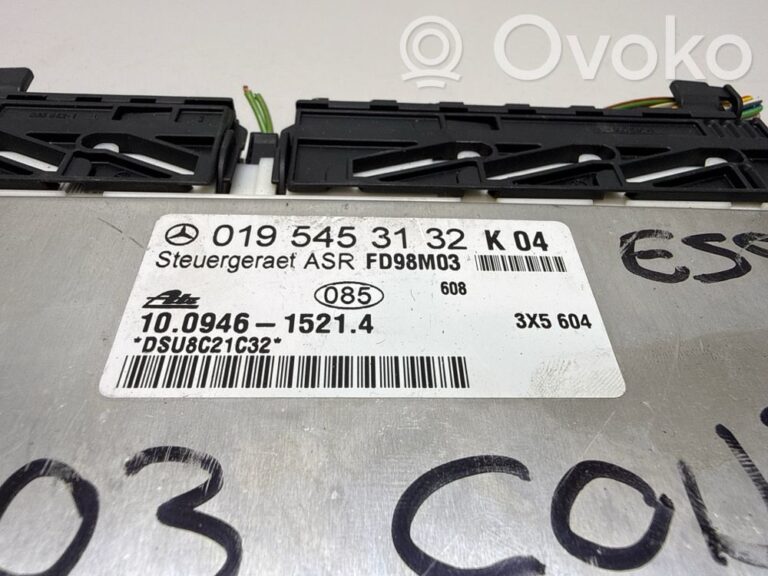 Ovoko
019 545 31 32 K 04
Steuergeraet ASR FD98M03
Ate 085 608
10.0946-1521.4 3X5 604
*DSU8C21C32*
03 COU